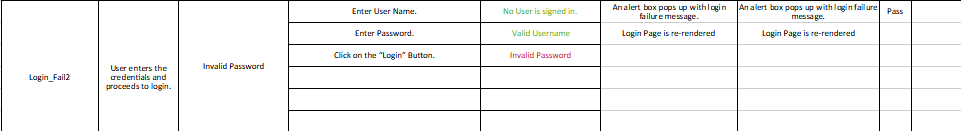 Login_Fail2
User enters the
credentials and
proceeds to login.
Invalid Password
Enter User Name.
No User is signed in.
An alert box pops up with login
failure message.
An alert box pops up with login failure
message.
Pass
Enter Password.
Valid Username
Login Page is re-rendered
Login Page is re-rendered
Click on the “Login” Button.
Invalid Password